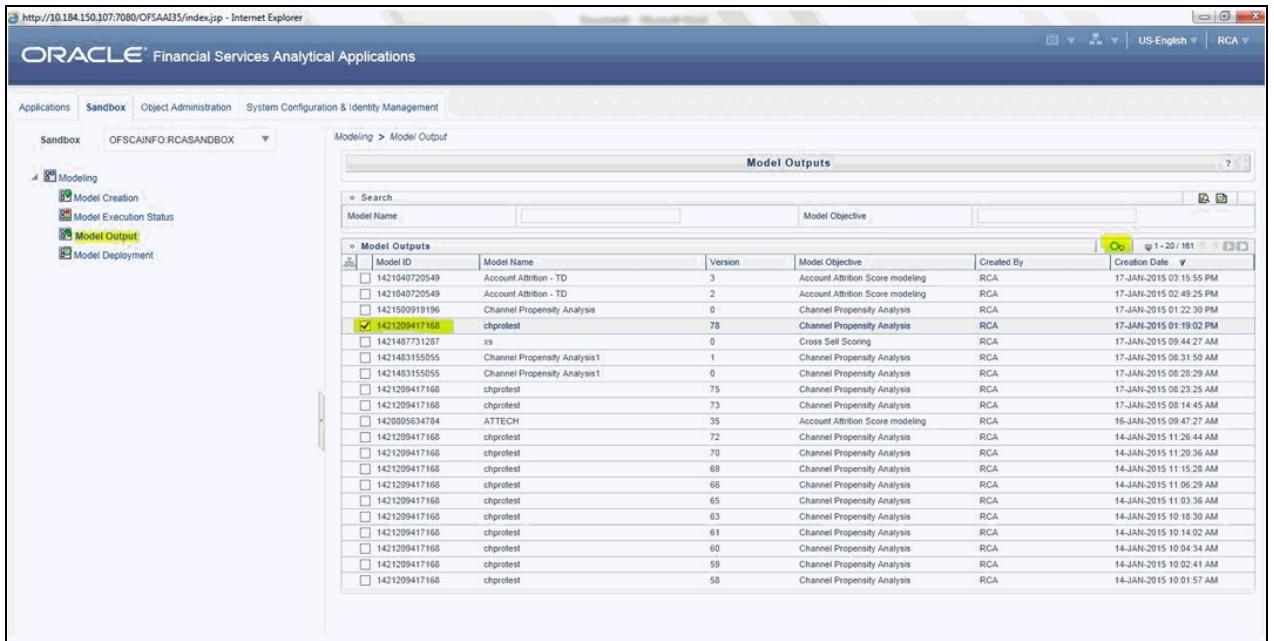 http://10.184.150.107:7080/OFSAAI35/index.jsp - Internet Explorer
ORACLE Financial Services Analytical Applications
US-English RCA
Applications Sandbox Object Administration System Configuration & Identity Management
Sandbox OFSCAINFO:RCASANDBOX
Modeling
Model Creation
Model Execution Status
Model Output
Model Deployment
Modeling > Model Output
Model Outputs ?
» Search
Model Name Model Objective
» Model Outputs 1 - 20 / 161
Model ID Model Name Version Model Objective Created By Creation Date
1421040720549 Account Attrition - TD 3 Account Attrition Score modeling RCA 17-JAN-2015 03:15:55 PM
1421040720549 Account Attrition - TD 2 Account Attrition Score modeling RCA 17-JAN-2015 02:49:25 PM
1421500919196 Channel Propensity Analysis 0 Channel Propensity Analysis RCA 17-JAN-2015 01:22:30 PM
1421209417168 chprotest 78 Channel Propensity Analysis RCA 17-JAN-2015 01:19:02 PM
1421487731287 xs 0 Cross Sell Scoring RCA 17-JAN-2015 09:44:27 AM
1421483155055 Channel Propensity Analysis1 1 Channel Propensity Analysis RCA 17-JAN-2015 08:31:50 AM
1421483155055 Channel Propensity Analysis1 0 Channel Propensity Analysis RCA 17-JAN-2015 08:28:29 AM
1421209417168 chprotest 75 Channel Propensity Analysis RCA 17-JAN-2015 08:23:25 AM
1421209417168 chprotest 73 Channel Propensity Analysis RCA 17-JAN-2015 08:14:45 AM
1420805634784 ATTECH 35 Account Attrition Score modeling RCA 16-JAN-2015 09:47:27 AM
1421209417168 chprotest 72 Channel Propensity Analysis RCA 14-JAN-2015 11:26:44 AM
1421209417168 chprotest 70 Channel Propensity Analysis RCA 14-JAN-2015 11:20:36 AM
1421209417168 chprotest 69 Channel Propensity Analysis RCA 14-JAN-2015 11:15:28 AM
1421209417168 chprotest 66 Channel Propensity Analysis RCA 14-JAN-2015 11:06:29 AM
1421209417168 chprotest 65 Channel Propensity Analysis RCA 14-JAN-2015 11:03:36 AM
1421209417168 chprotest 63 Channel Propensity Analysis RCA 14-JAN-2015 10:18:30 AM
1421209417168 chprotest 61 Channel Propensity Analysis RCA 14-JAN-2015 10:14:02 AM
1421209417168 chprotest 60 Channel Propensity Analysis RCA 14-JAN-2015 10:04:34 AM
1421209417168 chprotest 59 Channel Propensity Analysis RCA 14-JAN-2015 10:02:41 AM
1421209417168 chprotest 58 Channel Propensity Analysis RCA 14-JAN-2015 10:01:57 AM